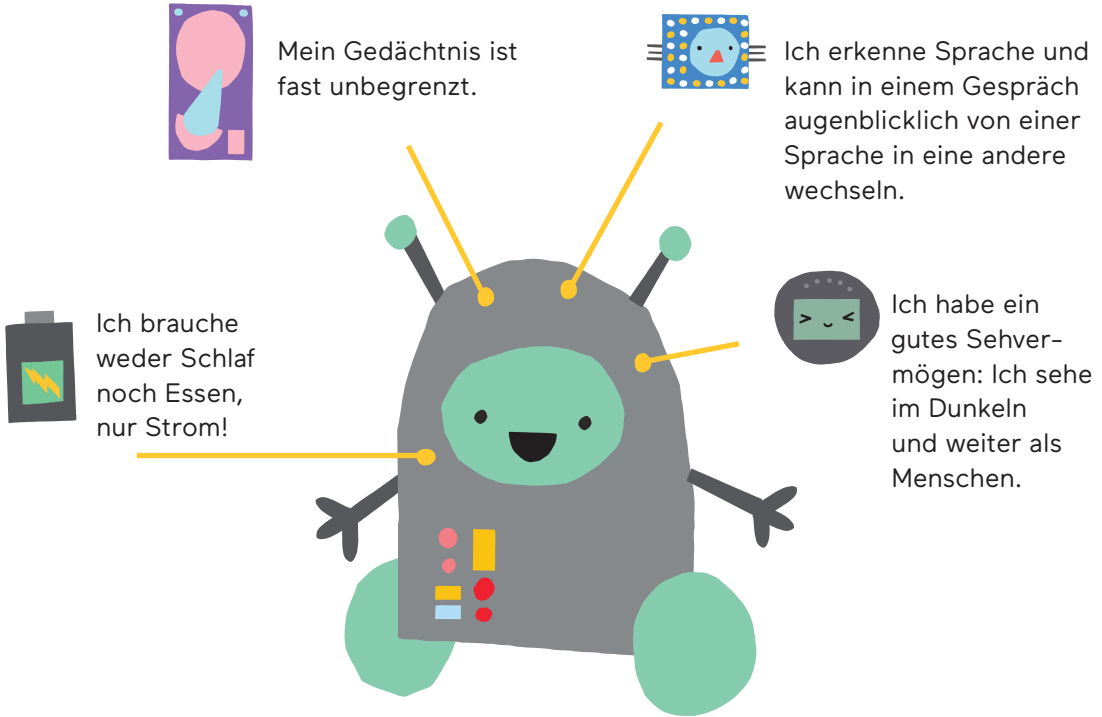 Mein Gedächtnis ist
fast unbegrenzt.
Ich erkenne Sprache und
kann in einem Gespräch
augenblicklich von einer
Sprache in eine andere
wechseln.
Ich brauche
weder Schlaf
noch Essen,
nur Strom!
Ich habe ein
gutes Sehver-
mögen: Ich sehe
im Dunkeln
und weiter als
Menschen.